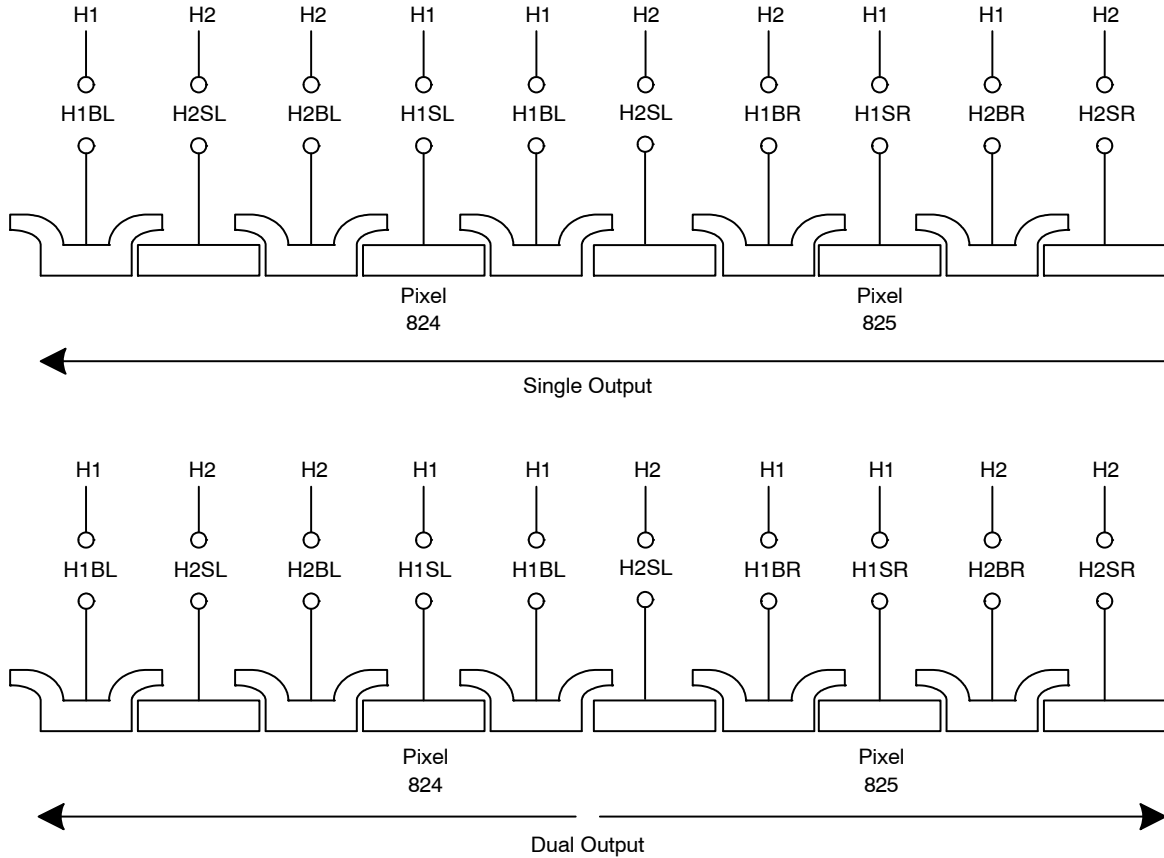 H1 H2 H2 H1 H1 H2 H2 H1 H1 H2
H1BL H2SL H2BL H1SL H1BL H2SL H1BR H1SR H2BR H2SR
Pixel Pixel
824 825
Single Output
H1 H2 H2 H1 H1 H2 H1 H1 H2 H2
H1BL H2SL H2BL H1SL H1BL H2SL H1BR H1SR H2BR H2SR
Pixel Pixel
824 825
Dual Output